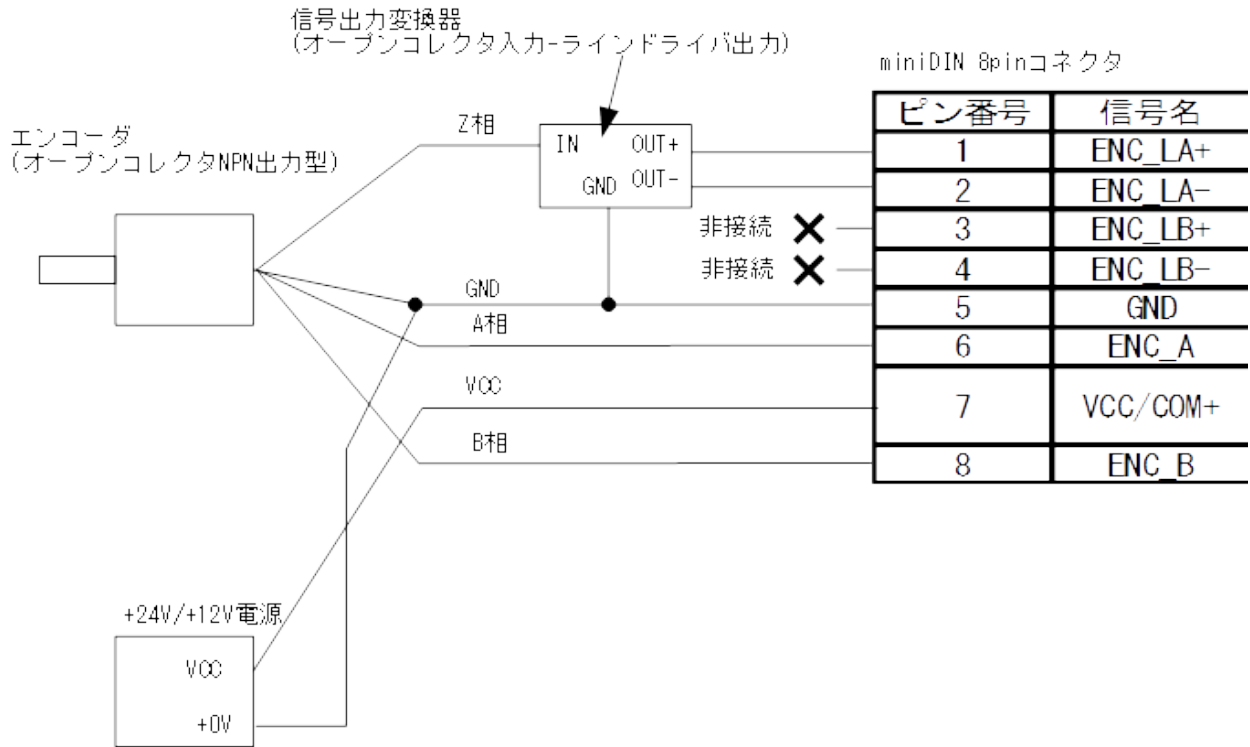 信号出力変換器
(オープンコレクタ入力-ラインドライバ出力)
miniDIN 8pinコネクタ
エンコーダ
(オープンコレクタNPN出力型)
Z相
IN OUT+
GND OUT-
ピン番号 信号名
1 ENC_LA+
2 ENC_LA-
非接続 3 ENC_LB+
非接続 4 ENC_LB-
GND 5 GND
A相 6 ENC_A
VCC 7 VCC/COM+
B相 8 ENC_B
+24V/+12V電源
VCC
+0V